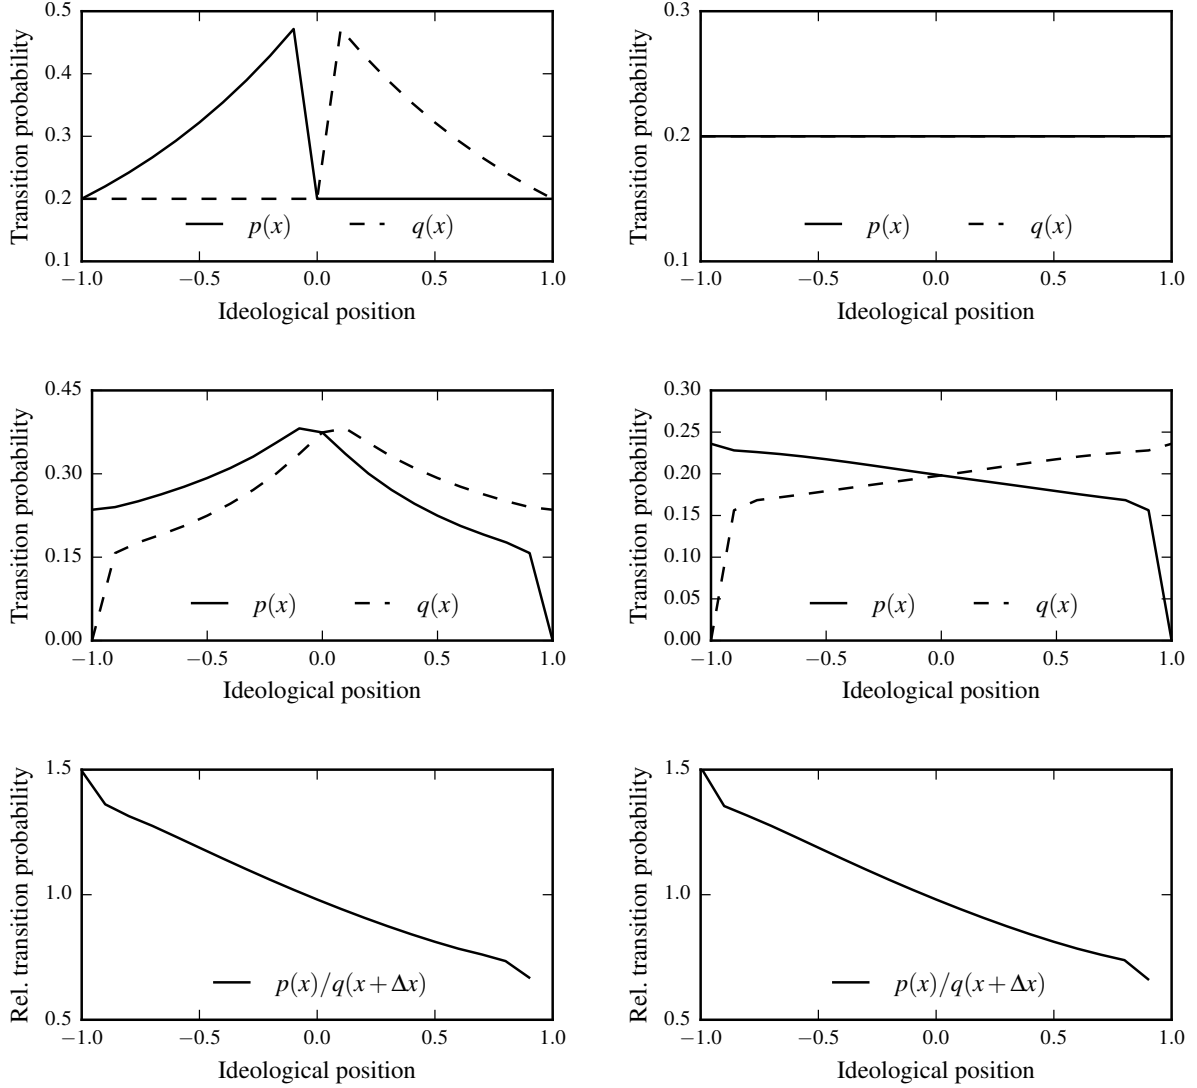 0.5
0.4
0.3
0.2
0.1
Transition probability
p(x)
q(x)
−1.0 −0.5 0.0 0.5 1.0
Ideological position
0.3
0.2
0.1
Transition probability
p(x)
q(x)
−1.0 −0.5 0.0 0.5 1.0
Ideological position
0.45
0.30
0.15
0.00
Transition probability
p(x)
q(x)
−1.0 −0.5 0.0 0.5 1.0
Ideological position
0.30
0.25
0.20
0.15
0.10
0.05
0.00
Transition probability
p(x)
q(x)
−1.0 −0.5 0.0 0.5 1.0
Ideological position
1.5
1.0
0.5
Rel. transition probability
p(x)/q(x+Δx)
−1.0 −0.5 0.0 0.5 1.0
Ideological position
1.5
1.0
0.5
Rel. transition probability
p(x)/q(x+Δx)
−1.0 −0.5 0.0 0.5 1.0
Ideological position